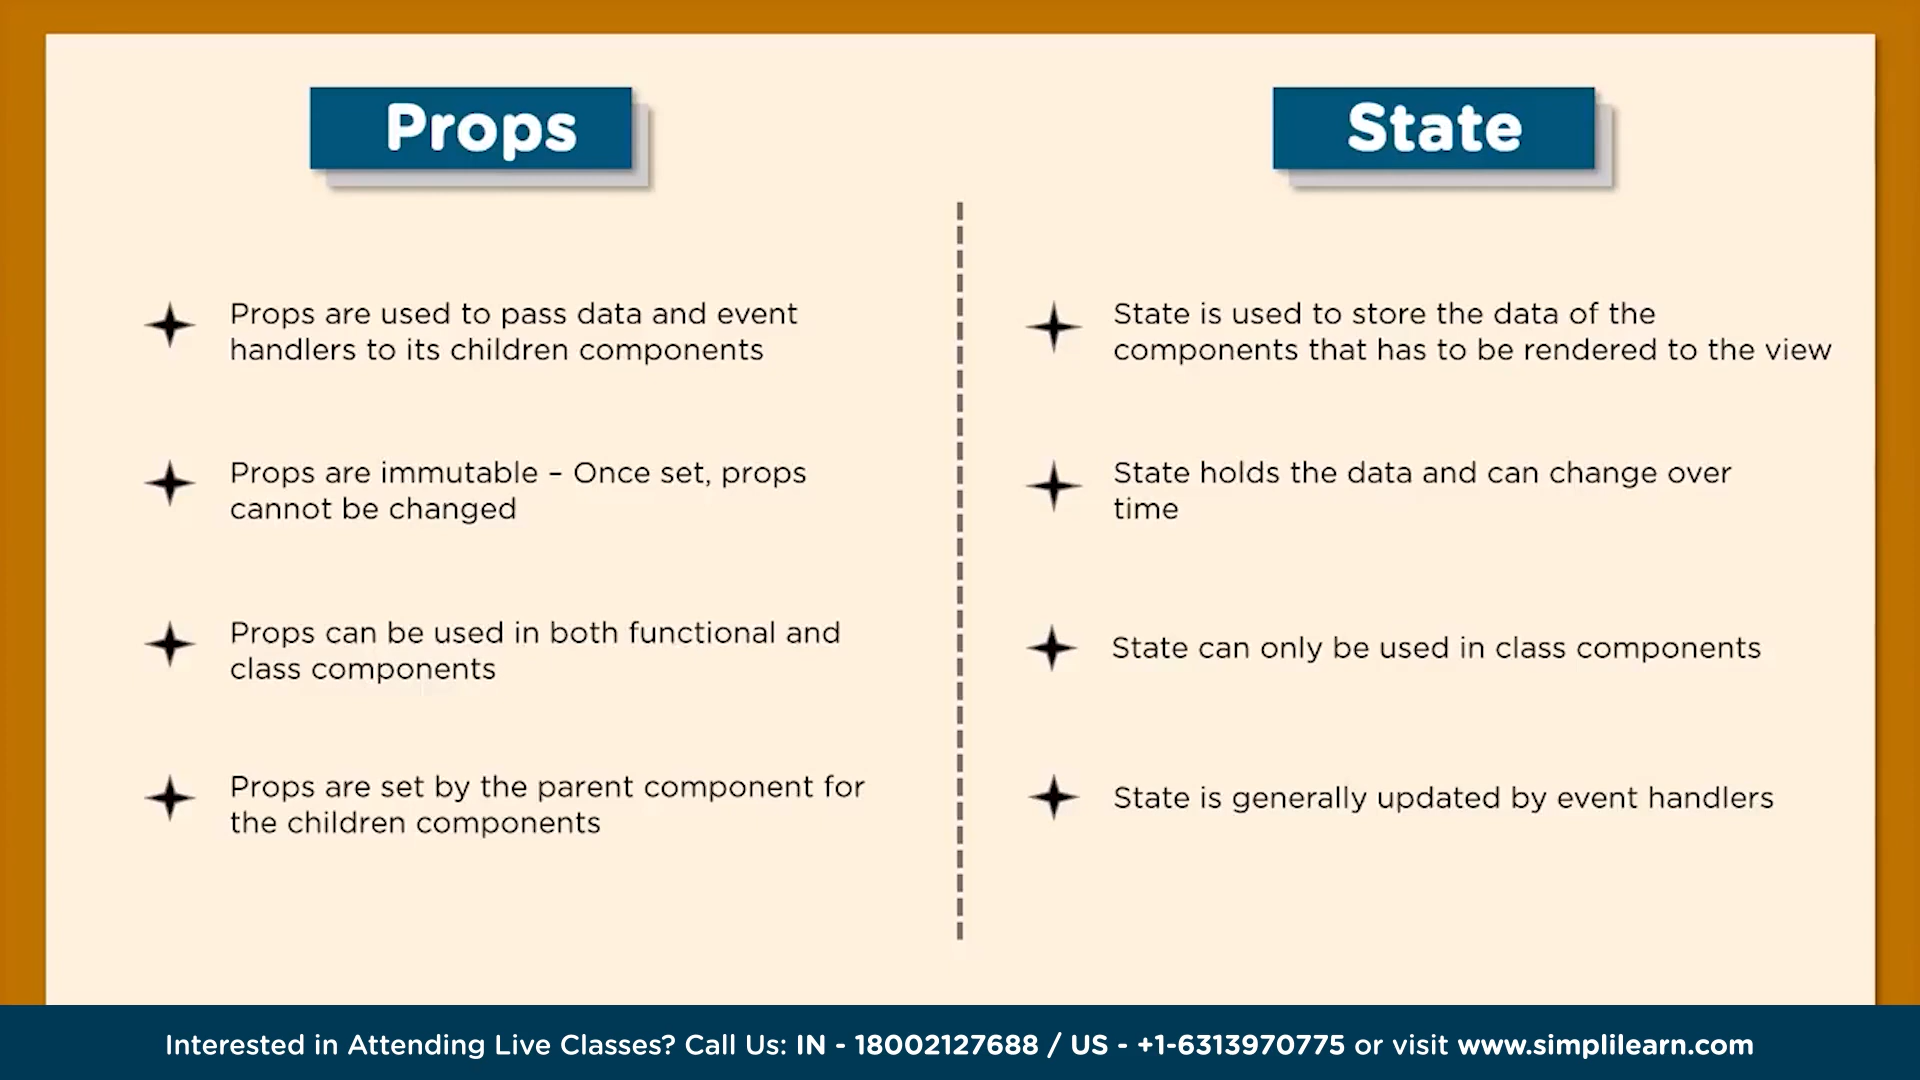 Props
Props are used to pass data and event
handlers to its children components
Props are immutable – Once set, props
cannot be changed
Props can be used in both functional and
class components
Props are set by the parent component for
the children components
State
State is used to store the data of the
components that has to be rendered to the view
State holds the data and can change over
time
State can only be used in class components
State is generally updated by event handlers
Interested in Attending Live Classes? Call Us: IN - 18002127688 / US - +1-6313970775 or visit www.simplilearn.com